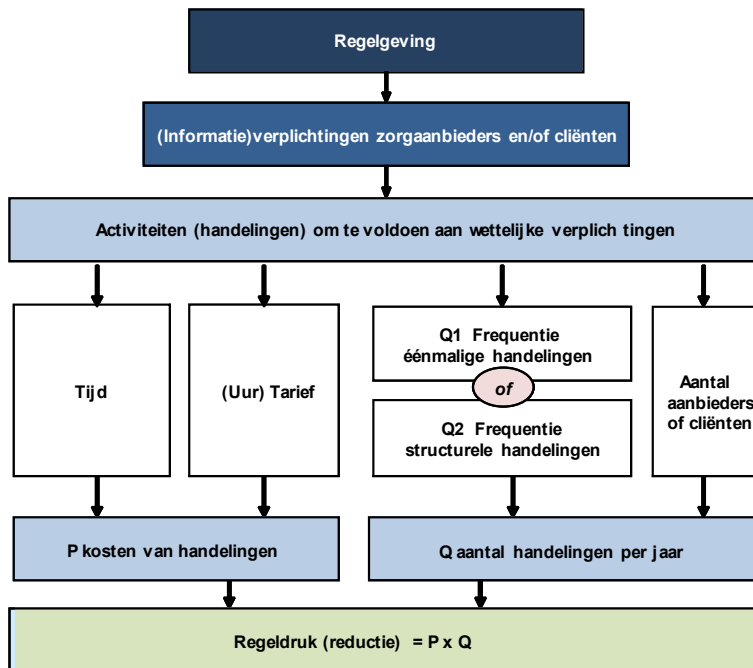 Regelgeving
(Informatie)verplichtingen zorgaanbieders en/of cliënten
Activiteiten (handelingen) om te voldoen aan wettelijke verplich tingen
Tijd
(Uur) Tarief
Q1 Frequentie
éénmalige handelingen
of
Q2 Frequentie
structurele handelingen
Aantal
aanbieders
of cliënten
P kosten van handelingen
Q aantal handelingen per jaar
Regeldruk (reductie) = P x Q